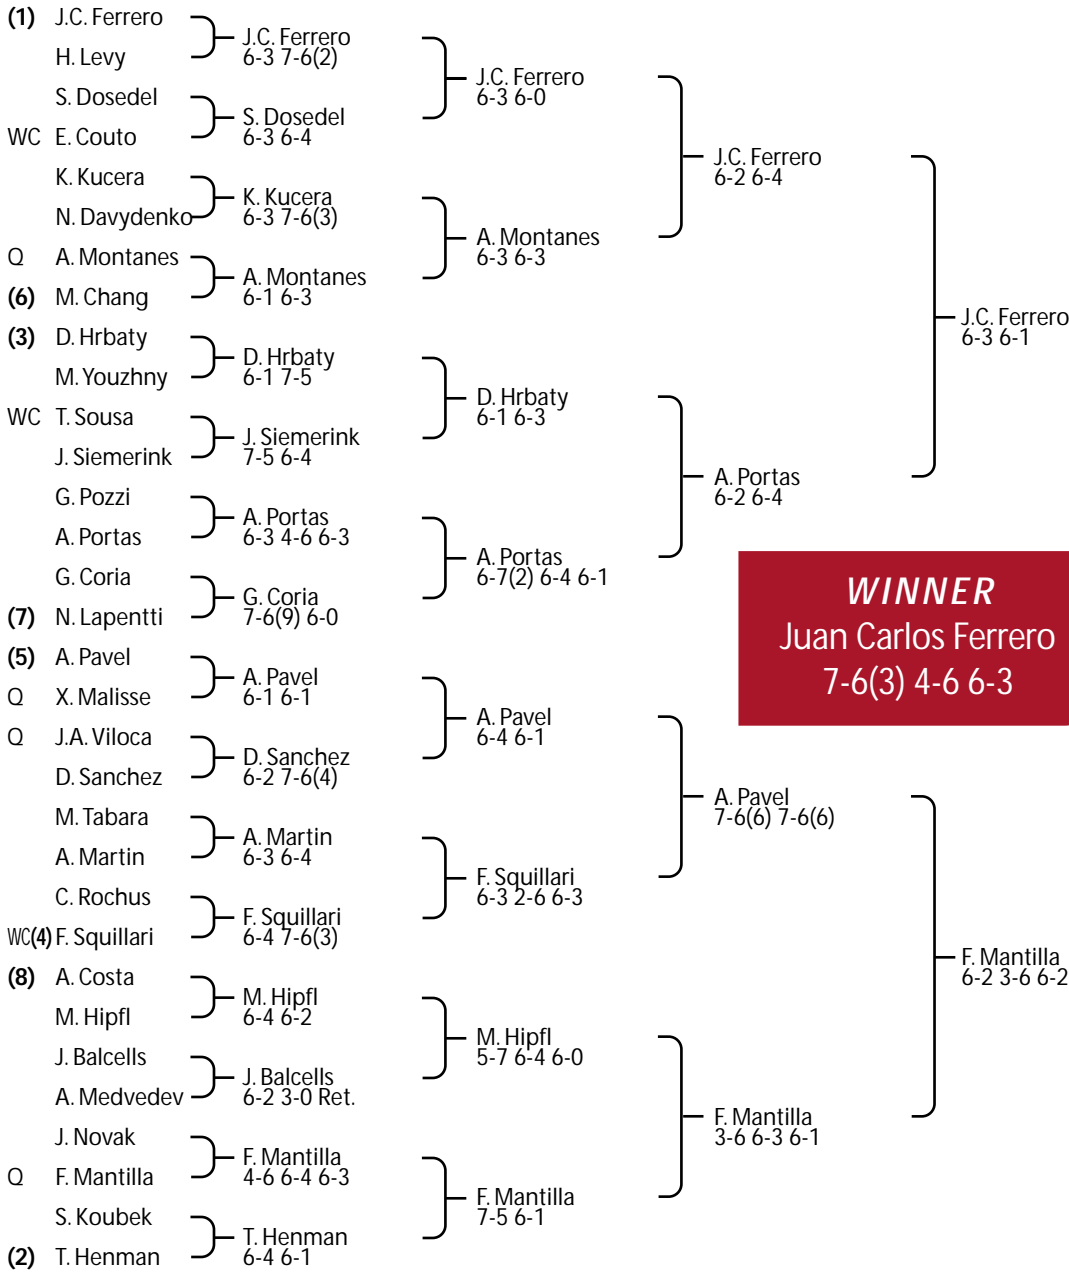 (1) J.C. Ferrero
H. Levy
S. Dosedel
WC E. Couto
K. Kucera
N. Davydenko
Q A. Montanes
(6) M. Chang
(3) D. Hrbaty
M. Youzhny
WC T. Sousa
J. Siemerink
G. Pozzi
A. Portas
G. Coria
(7) N. Lapentti
(5) A. Pavel
Q X. Malisse
Q J.A. Viloca
D. Sanchez
M. Tabara
A. Martin
C. Rochus
WC(4) F. Squillari
(8) A. Costa
M. Hipfl
J. Balcells
A. Medvedev
J. Novak
Q F. Mantilla
S. Koubek
(2) T. Henman
J.C. Ferrero
6-3 7-6(2)
S. Dosedel
6-3 6-4
K. Kucera
6-3 7-6(3)
A. Montanes
6-1 6-3
D. Hrbaty
6-1 7-5
J. Siemerink
7-5 6-4
A. Portas
6-3 4-6 6-3
G. Coria
7-6(9) 6-0
A. Pavel
6-1 6-1
D. Sanchez
6-2 7-6(4)
A. Martin
6-3 6-4
F. Squillari
6-4 7-6(3)
M. Hipfl
6-4 6-2
J. Balcells
6-2 3-0 Ret.
F. Mantilla
4-6 6-4 6-3
T. Henman
6-4 6-1
J.C. Ferrero
6-3 6-0
A. Montanes
6-3 6-3
D. Hrbaty
6-1 6-3
A. Portas
6-7(2) 6-4 6-1
A. Pavel
6-4 6-1
F. Squillari
6-3 2-6 6-3
M. Hipfl
5-7 6-4 6-0
F. Mantilla
7-5 6-1
J.C. Ferrero
6-2 6-4
A. Portas
6-2 6-4
A. Pavel
7-6(6) 7-6(6)
F. Mantilla
3-6 6-3 6-1
J.C. Ferrero
6-3 6-1
F. Mantilla
6-2 3-6 6-2
WINNER
Juan Carlos Ferrero
7-6(3) 4-6 6-3